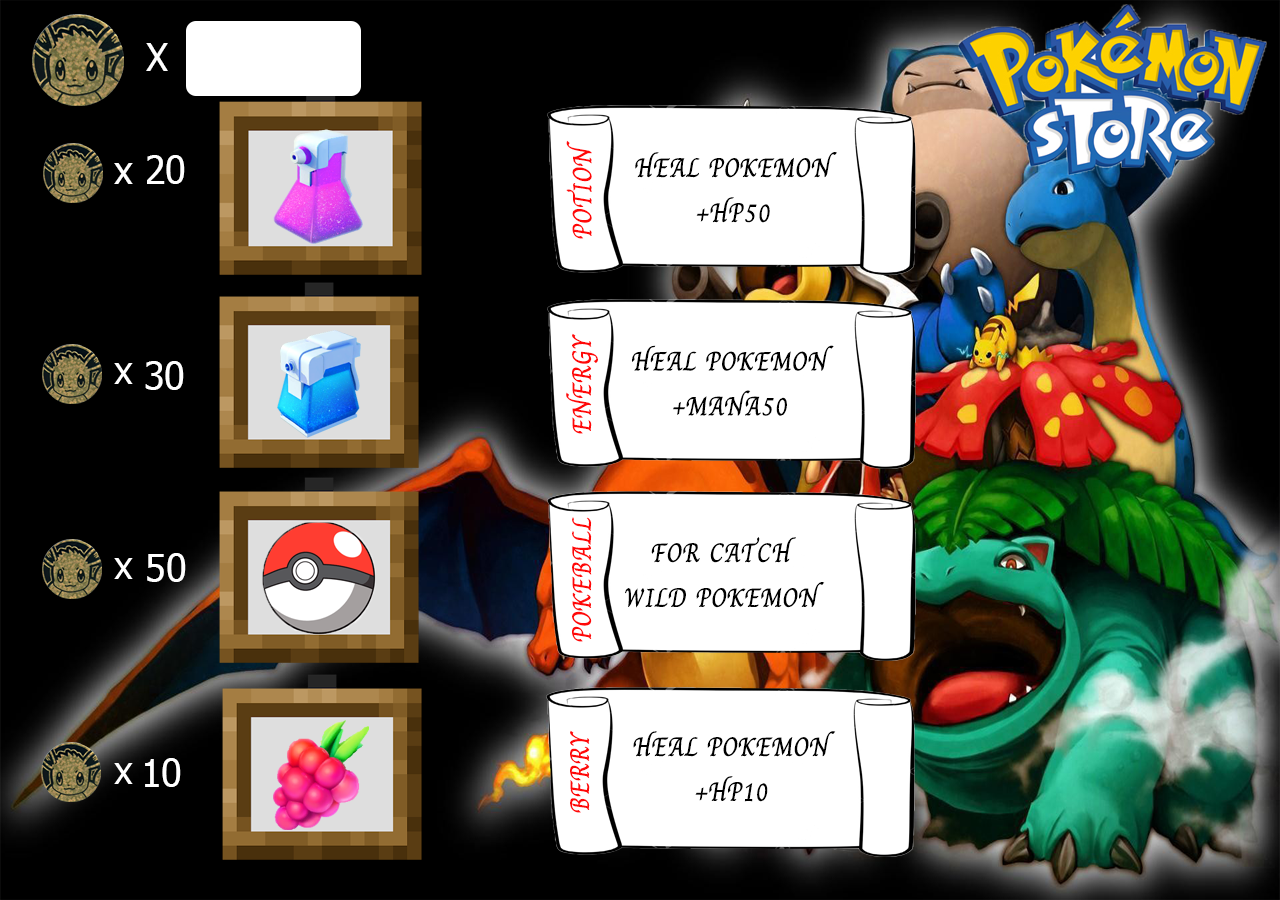 POKéMON
STORE
X
x 20
POTION
HEAL POKEMON
+HP50
x 30
ENERGY
HEAL POKEMON
+MANA50
x 50
POKEBALL
FOR CATCH
WILD POKEMON
x 10
BERRY
HEAL POKEMON
+HP10